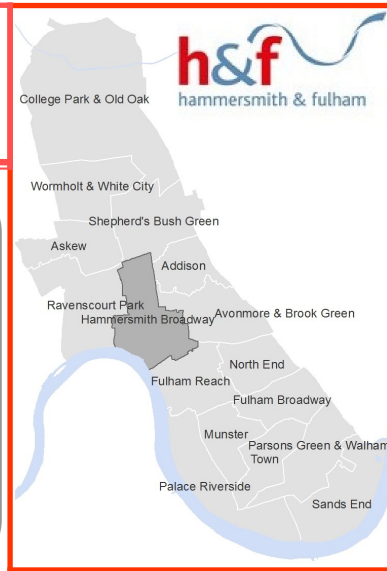 h&f
hammersmith & fulham
College Park & Old Oak
Wormholt & White City
Shepherd's Bush Green
Askew
Addison
Ravenscourt Park
Hammersmith Broadway
Avonmore & Brook Green
North End
Fulham Reach
Fulham Broadway
Munster
Parsons Green & Walham
Town
Palace Riverside
Sands End